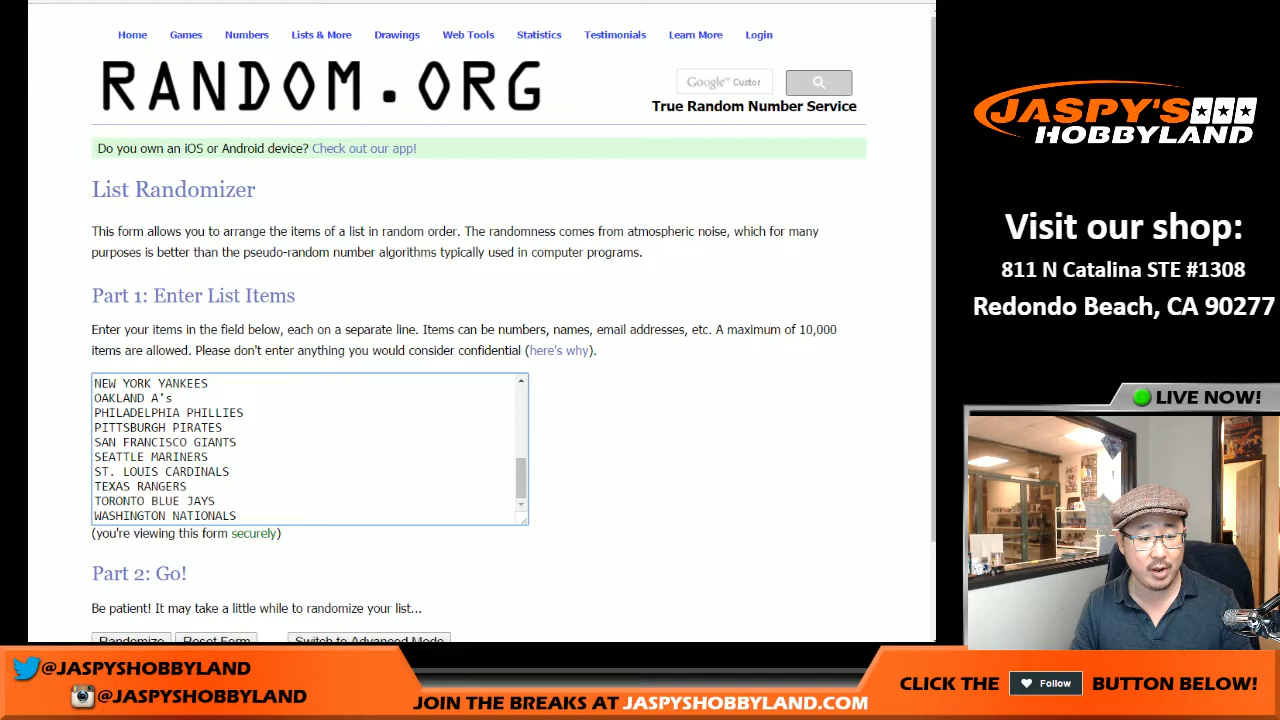 Home Games Numbers Lists & More Drawings Web Tools Statistics Testimonials Learn More Login
RANDOM.ORG
Google™ Custor
True Random Number Service
Do you own an iOS or Android device? Check out our app!
List Randomizer
This form allows you to arrange the items of a list in random order. The randomness comes from atmospheric noise, which for many
purposes is better than the pseudo-random number algorithms typically used in computer programs.
Part 1: Enter List Items
Enter your items in the field below, each on a separate line. Items can be numbers, names, email addresses, etc. A maximum of 10,000
items are allowed. Please don't enter anything you would consider confidential (here's why).
NEW YORK YANKEES
OAKLAND A's
PHILADELPHIA PHILLIES
PITTSBURGH PIRATES
SAN FRANCISCO GIANTS
SEATTLE MARINERS
ST. LOUIS CARDINALS
TEXAS RANGERS
TORONTO BLUE JAYS
WASHINGTON NATIONALS
(you're viewing this form securely)
Part 2: Go!
Be patient! It may take a little while to randomize your list...
Randomize Reset Form Switch to Advanced Mode
JASPY'S
HOBBYLAND
Visit our shop:
811 N Catalina STE #1308
Redondo Beach, CA 90277
LIVE NOW!
@JASPYSHOBBYLAND
@JASPYSHOBBYLAND
JOIN THE BREAKS AT JASPYSHOBBYLAND.COM
CLICK THE Follow BUTTON BELOW!